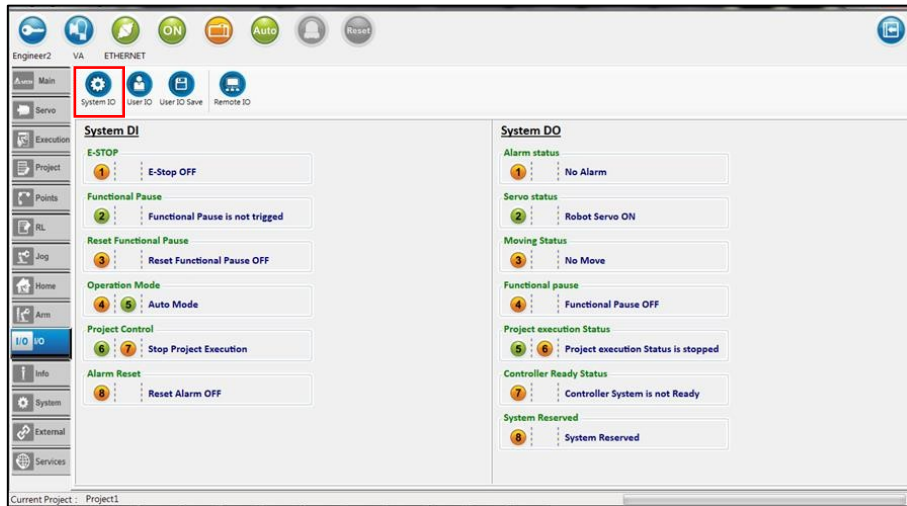 ON
Auto
Reset
Engineer2 VA ETHERNET
Main
Servo
Execution
Project
Points
RL
Jog
Home
Arm
I/O I/O
Info
System
External
Services
System IO User IO User IO Save Remote IO
System DI
E-STOP
1 E-Stop OFF
Functional Pause
2 Functional Pause is not trigged
Reset Functional Pause
3 Reset Functional Pause OFF
Operation Mode
4 5 Auto Mode
Project Control
6 7 Stop Project Execution
Alarm Reset
8 Reset Alarm OFF
System DO
Alarm status
1 No Alarm
Servo status
2 Robot Servo ON
Moving Status
3 No Move
Functional pause
4 Functional Pause OFF
Project execution Status
5 6 Project execution Status is stopped
Controller Ready Status
7 Controller System is not Ready
System Reserved
8 System Reserved
Current Project : Project1